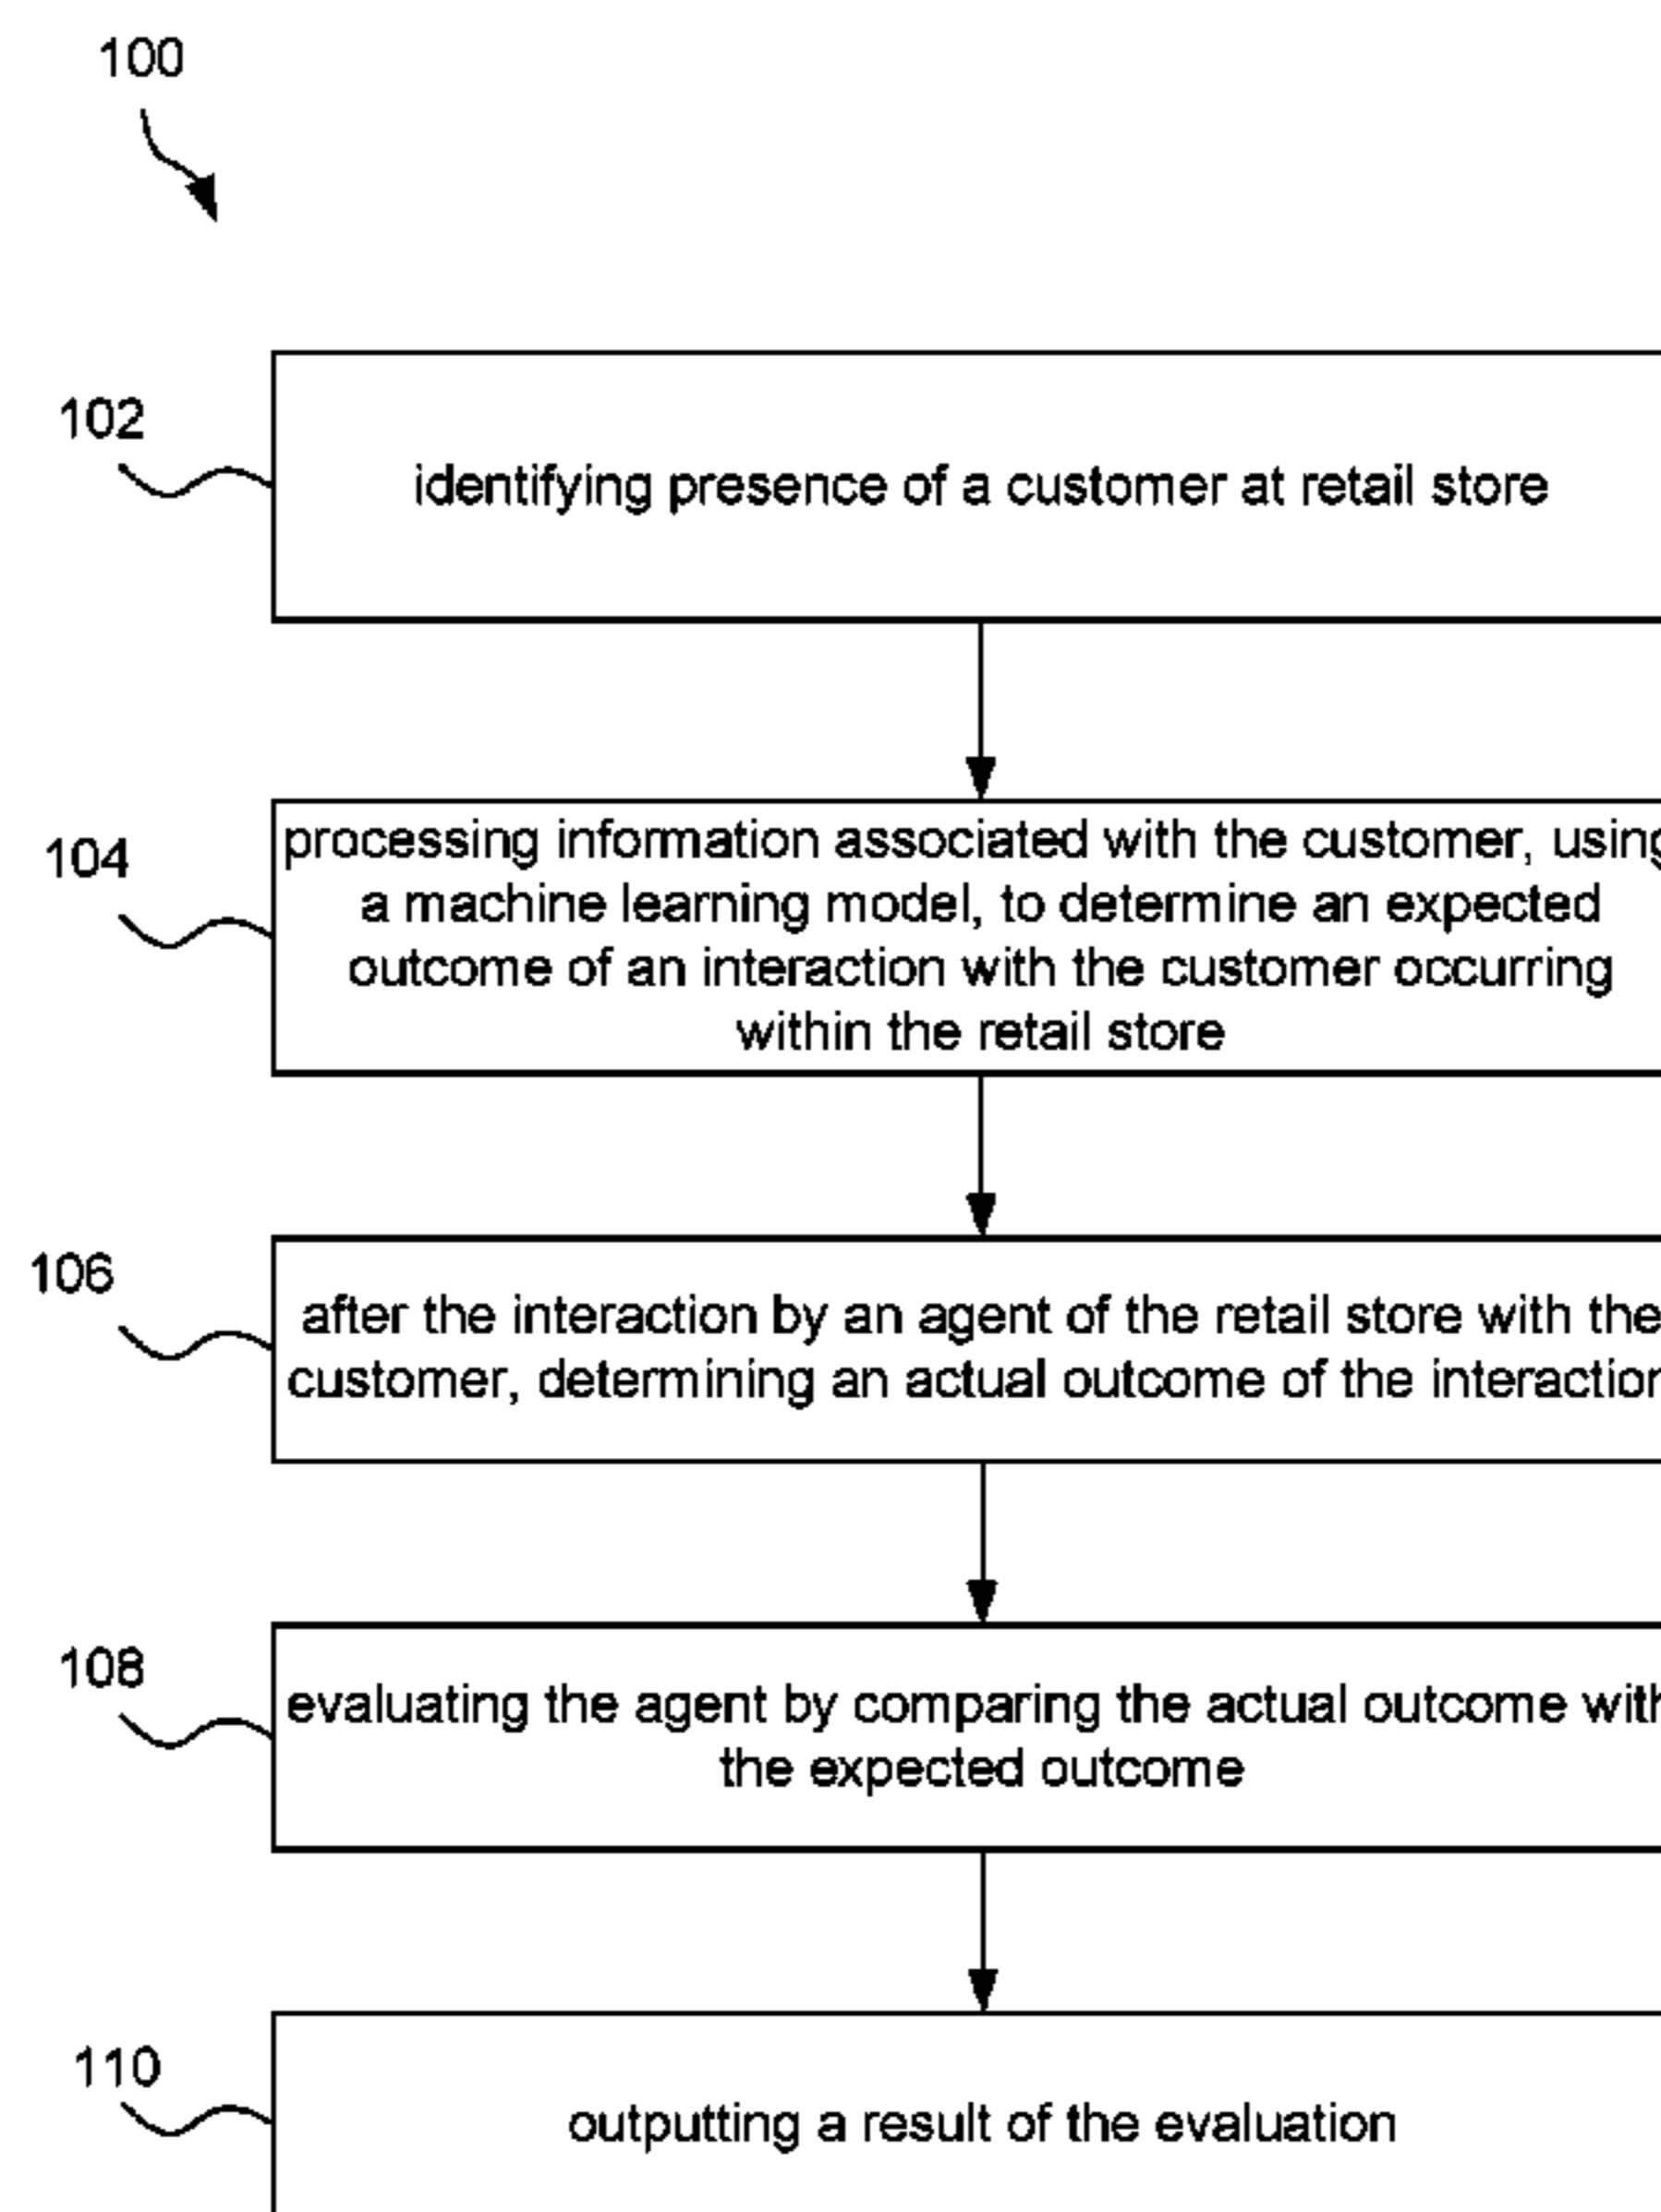 100
102
identifying presence of a customer at retail store
104
processing information associated with the customer, using
a machine learning model, to determine an expected
outcome of an interaction with the customer occurring
within the retail store
106
after the interaction by an agent of the retail store with the
customer, determining an actual outcome of the interaction
108
evaluating the agent by comparing the actual outcome with
the expected outcome
110
outputting a result of the evaluation